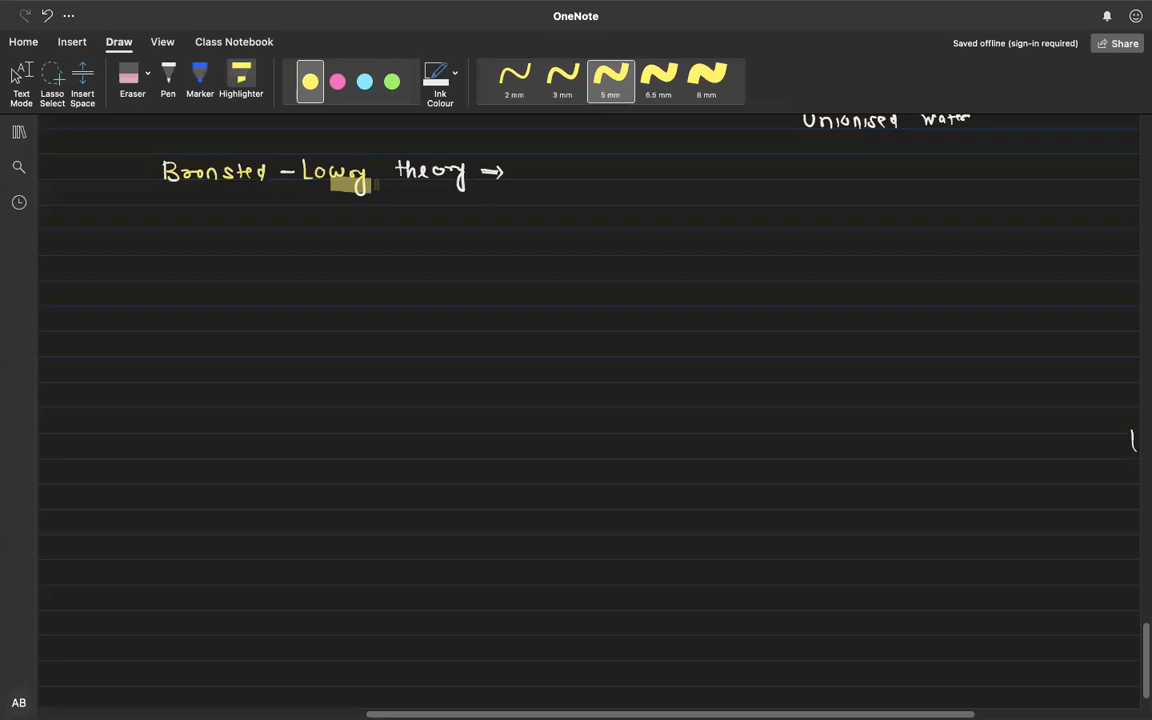 OneNote
Home Insert Draw View Class Notebook
Saved offline (sign-in required) Share
Text Mode Lasso Select Insert Space Eraser Pen Marker Highlighter Ink Colour 2 mm 3 mm 5 mm 6.5 mm 8 mm
Unionised water
Bronsted - Lowry theory →
AB